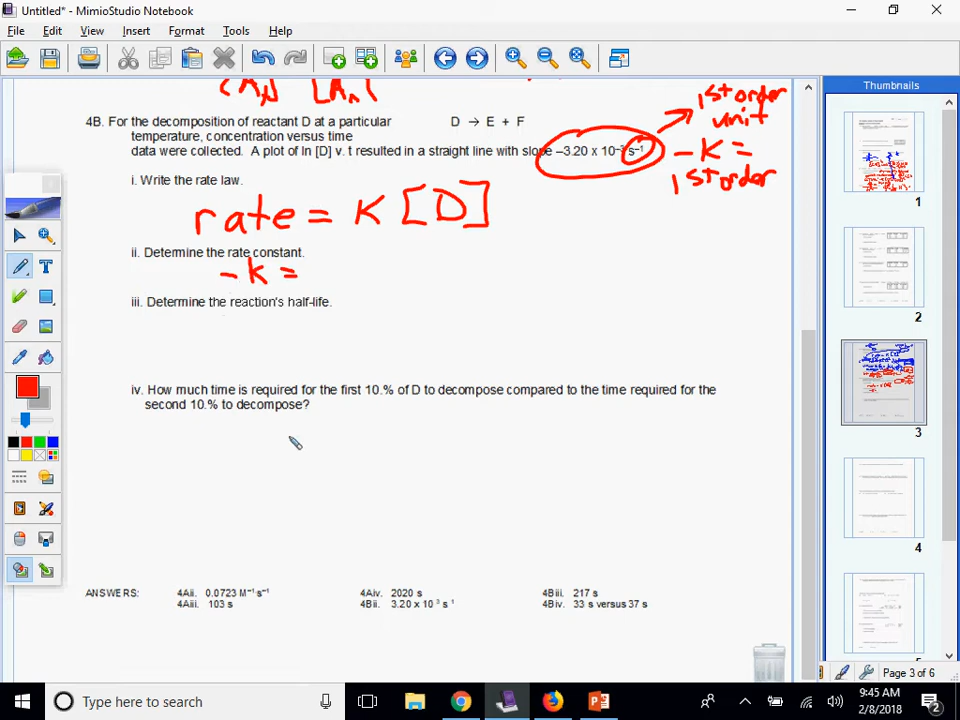 Untitled* - MimioStudio Notebook
File Edit View Insert Format Tools Help
Thumbnails
4B. For the decomposition of reactant D at a particular D → E + F
temperature, concentration versus time
data were collected. A plot of ln [D] v. t resulted in a straight line with slope –3.20 x 10⁻³ s⁻¹
1st order
unit
- K =
1st order
i. Write the rate law.
rate = K [D]
ii. Determine the rate constant.
- k =
iii. Determine the reaction's half-life.
iv. How much time is required for the first 10.% of D to decompose compared to the time required for the
second 10.% to decompose?
ANSWERS: 4Aii. 0.0723 M⁻¹·s⁻¹ 4Aiv. 2020 s 4Biii. 217 s
4Aiii. 103 s 4Bii. 3.20 x 10⁻³ s⁻¹ 4Biv. 33 s versus 37 s
1
2
3
4
Page 3 of 6
Type here to search
9:45 AM
2/8/2018
2